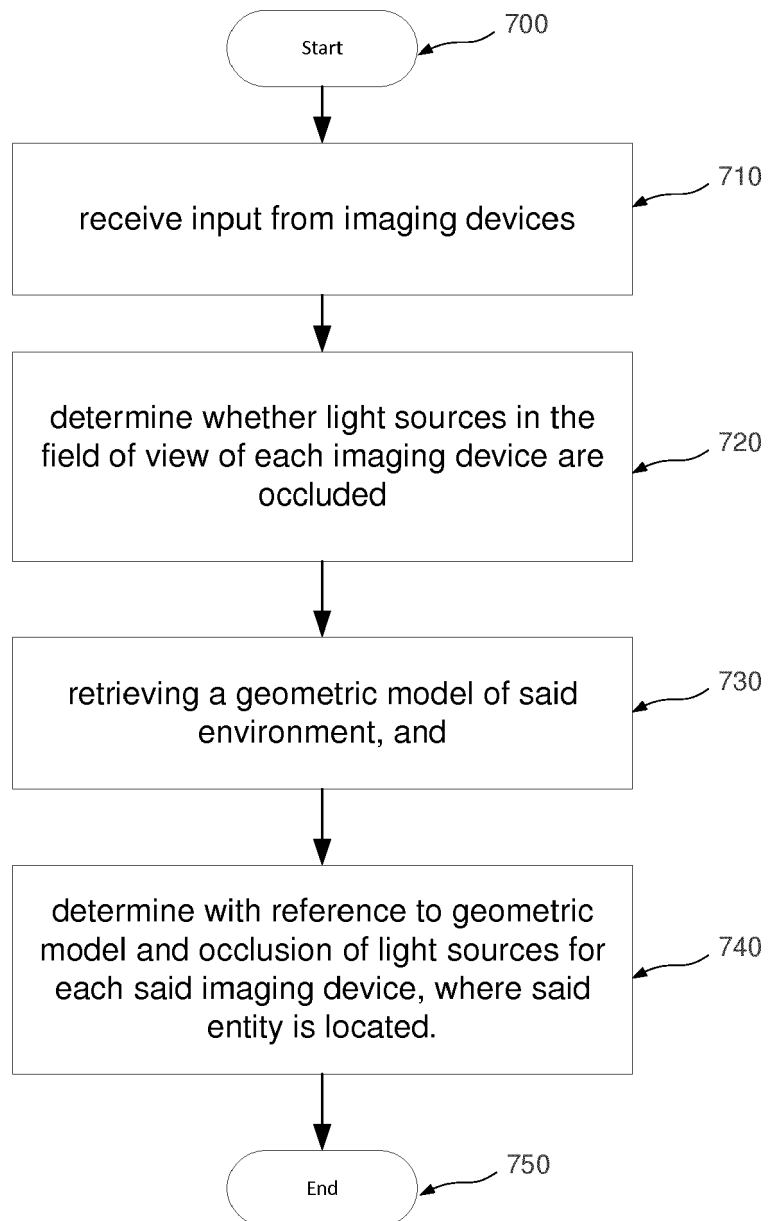 Start
700
receive input from imaging devices
710
determine whether light sources in the
field of view of each imaging device are
occluded
720
retrieving a geometric model of said
environment, and
730
determine with reference to geometric
model and occlusion of light sources for
each said imaging device, where said
entity is located.
740
End
750